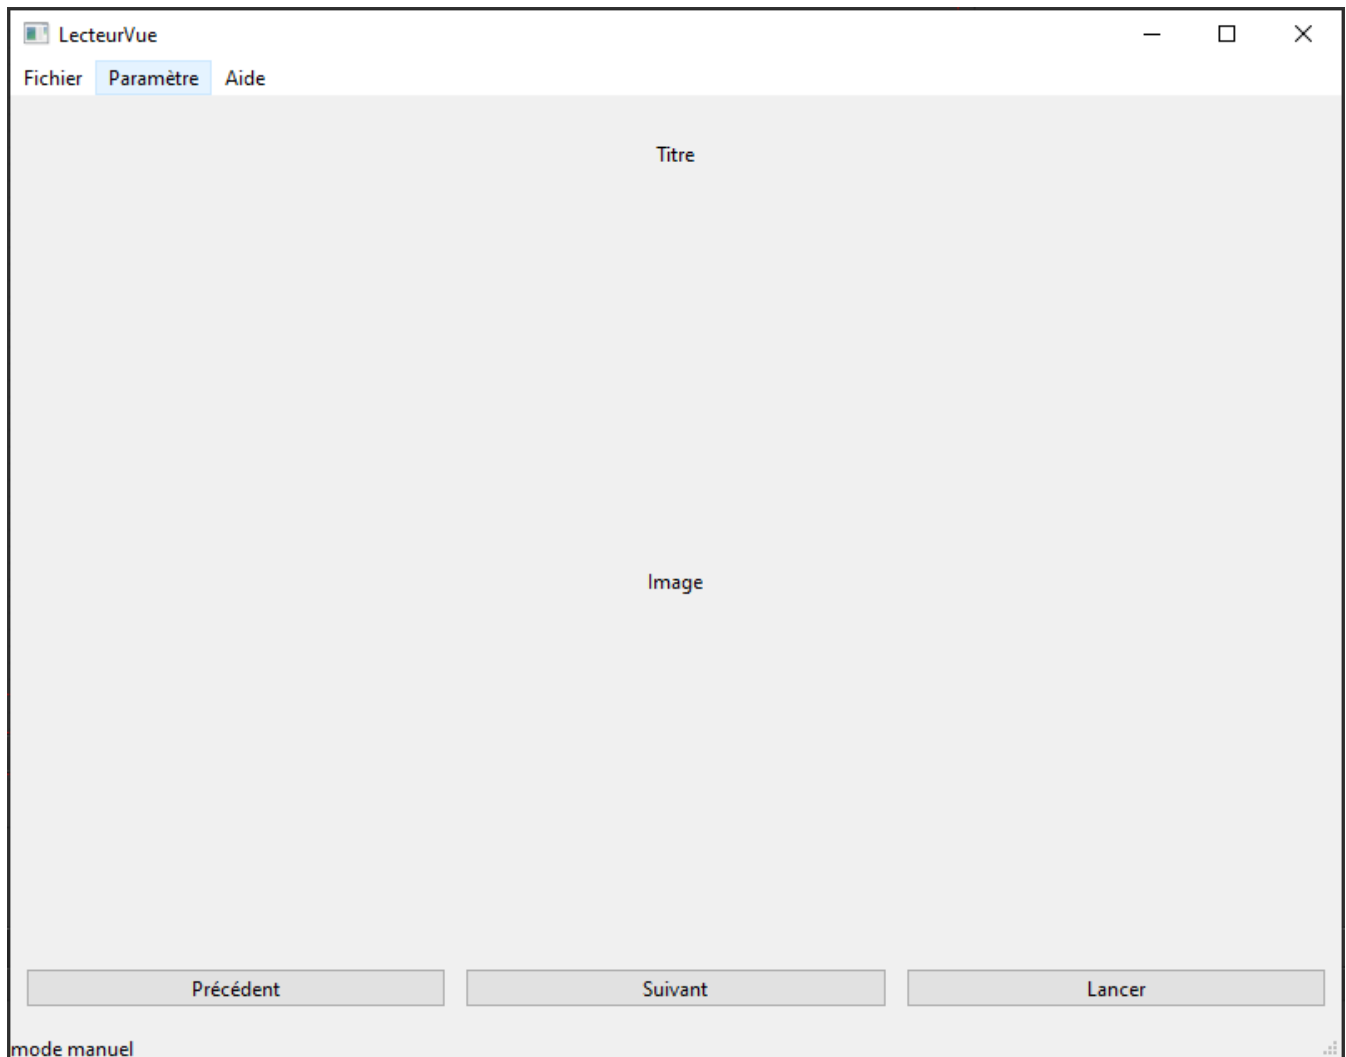 LecteurVue
Fichier Paramètre Aide
Titre
Image
Précédent Suivant Lancer
mode manuel